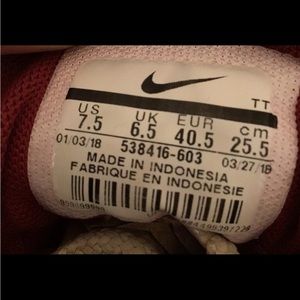 TT
US UK EUR cm
7.5 6.5 40.5 25.5
01/03/18 538416-603 03/27/18
MADE IN INDONESIA
FABRIQUE EN INDONESIE